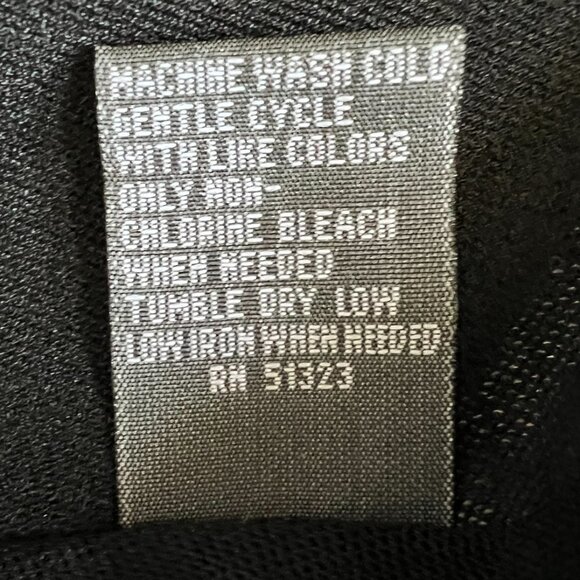 MACHINE WASH COLD
GENTLE CYCLE
WITH LIKE COLORS
ONLY NON-
CHLORINE BLEACH
WHEN NEEDED
TUMBLE DRY LOW
LOW IRON WHEN NEEDED
RN 51323